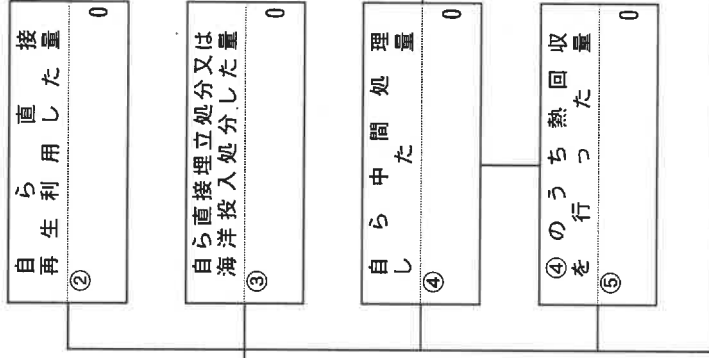 自ら直接
再生利用した量
② 0
自ら直接埋立処分又は
海洋投入処分した量
③ 0
自ら中間処理
した量
④ 0
④のうち熱回収
を行った量
⑤ 0